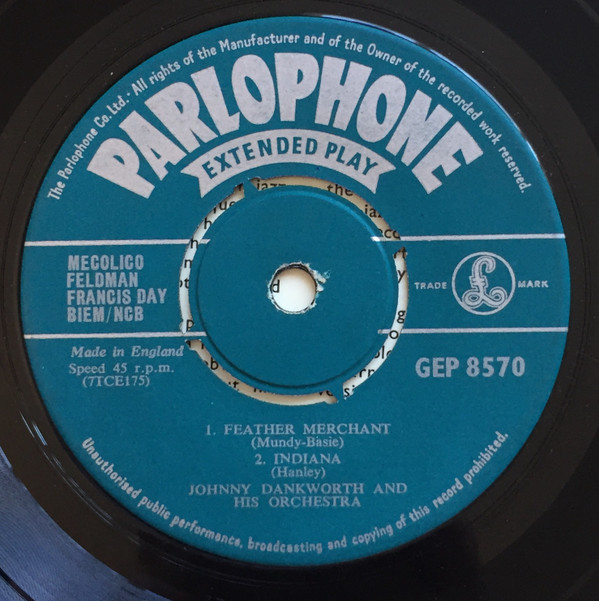 The Parlophone Co. Ltd. · All rights of the Manufacturer and of the Owner of the recorded work reserved.
PARLOPHONE
EXTENDED PLAY
MECOLICO
FELDMAN
FRANCIS DAY
BIEM/NCB
TRADE MARK
£
Made in England
Speed 45 r.p.m.
(7TCE175)
GEP 8570
1. FEATHER MERCHANT
(Mundy-Basie)
2. INDIANA
(Hanley)
JOHNNY DANKWORTH AND
HIS ORCHESTRA
Unauthorised public performance, broadcasting and copying of this record prohibited.